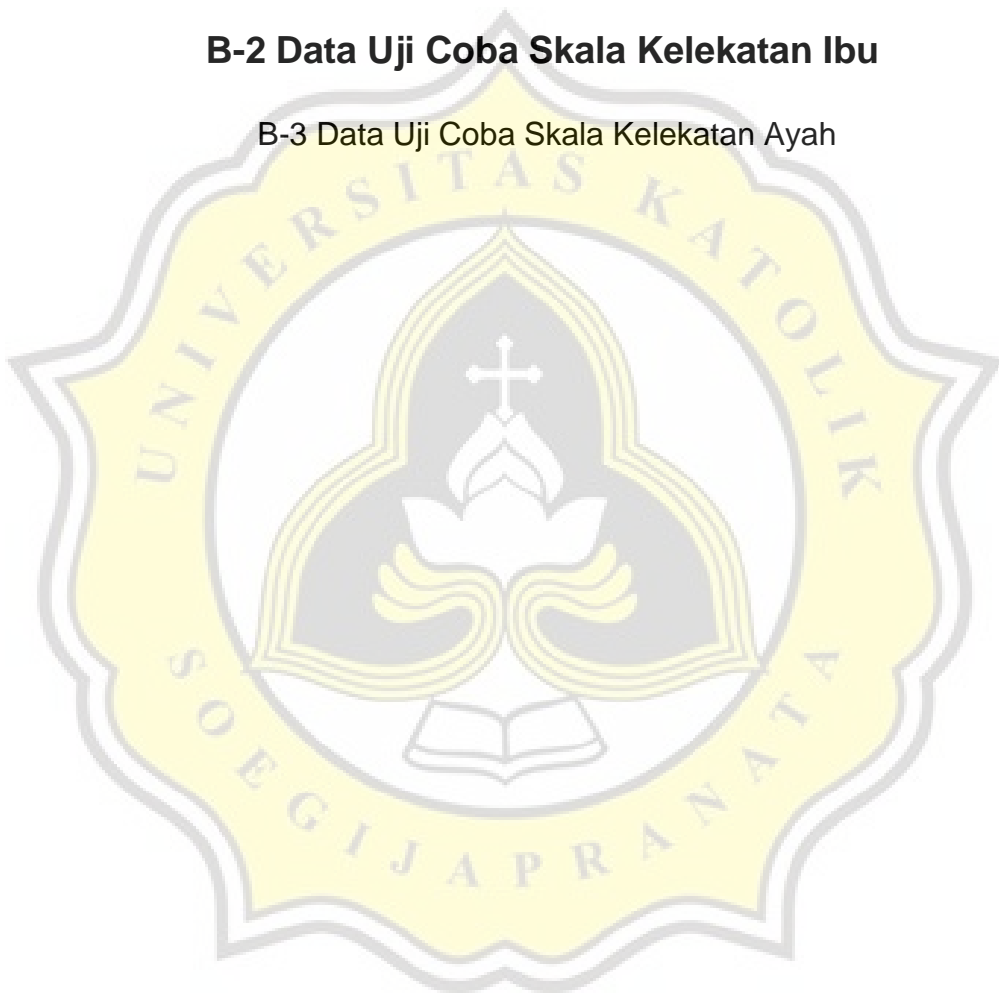 B-2 Data Uji Coba Skala Kelekatan Ibu
B-3 Data Uji Coba Skala Kelekatan Ayah
UNIVERSITAS KATOLIK
SOEGIJAPRANATA